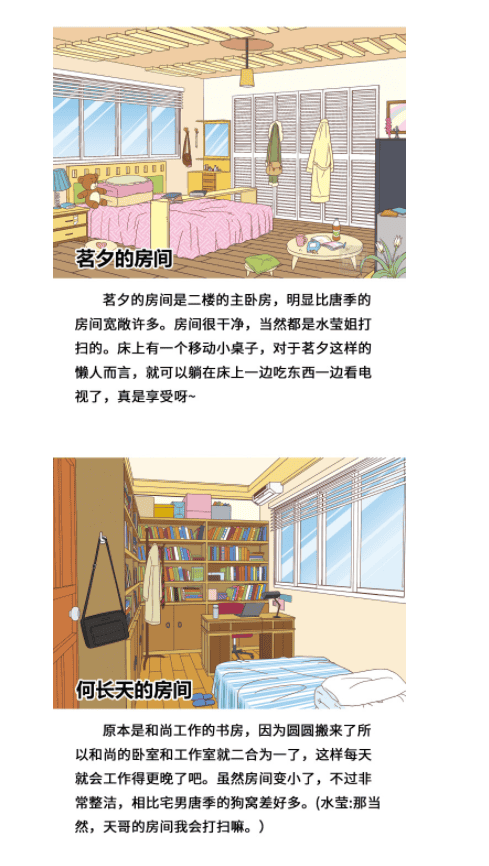 茗夕的房间
茗夕的房间是二楼的主卧房，明显比唐季的
房间宽敞许多。房间很干净，当然都是水莹姐打
扫的。床上有一个移动小桌子，对于茗夕这样的
懒人而言，就可以躺在床上一边吃东西一边看电
视了，真是享受呀~
何长天的房间
原本是和尚工作的书房，因为圆圆搬来了所
以和尚的卧室和工作室就二合为一了，这样每天
就会工作得更晚了吧。虽然房间变小了，不过非
常整洁，相比宅男唐季的狗窝差好多。(水莹:那当
然，天哥的房间我会打扫嘛。）